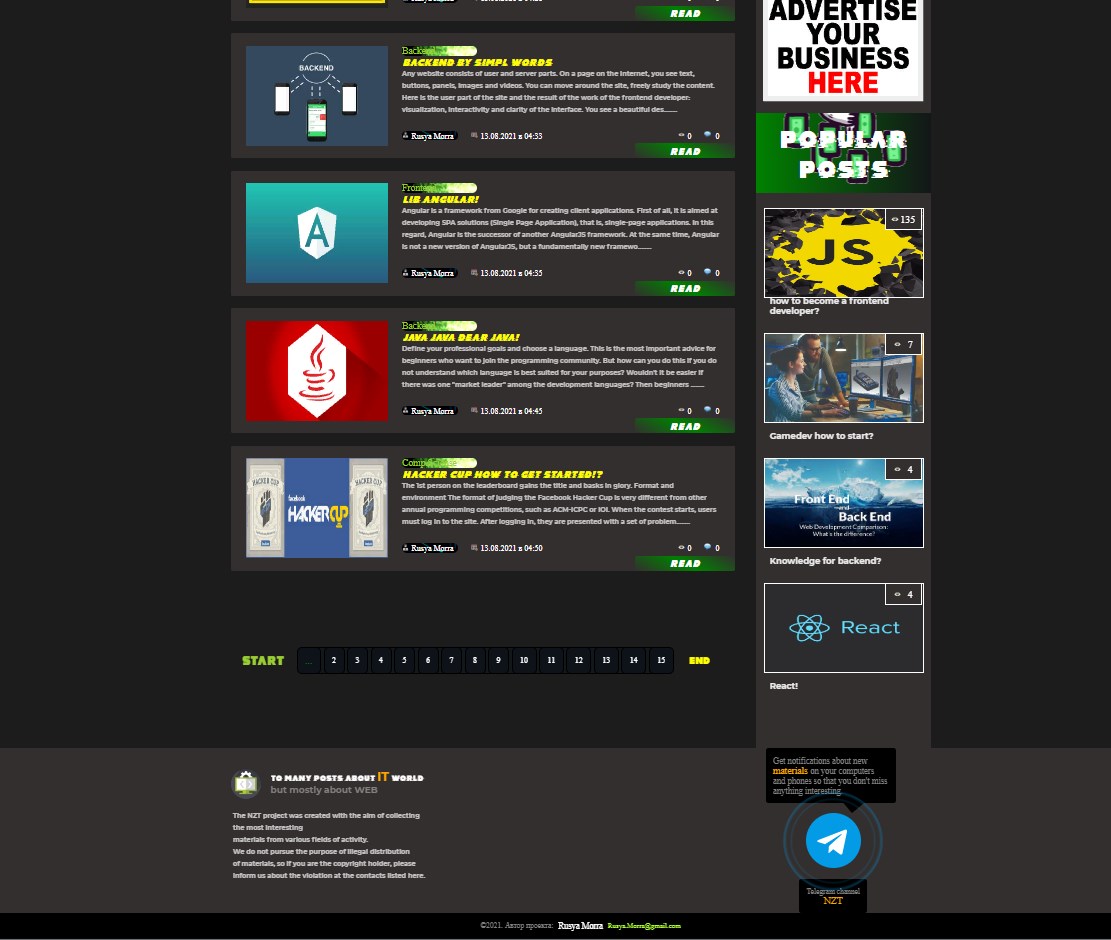 READ
BACKEND
Backend
BACKEND BY SIMPL WORDS
Any website consists of user and server parts. On a page on the Internet, you see text,
buttons, panels, images and videos. You can move around the site, freely study the content.
Here is the user part of the site and the result of the work of the frontend developer:
visualization, interactivity and clarity of the interface. You see a beautiful des.......
Rusya Morra 13.08.2021 в 04:33 0 0
READ
LIB ANGULAR!
Angular is a framework from Google for creating client applications. First of all, it is aimed at
developing SPA solutions (Single Page Application), that is, single-page applications. In this
regard, Angular is the successor of another AngularJS framework. At the same time, Angular
is not a new version of AngularJS, but a fundamentally new framewo.......
Rusya Morra 13.08.2021 в 04:35 0 0
READ
Backend
JAVA JAVA DEAR JAVA!
Define your professional goals and choose a language. This is the most important advice for
beginners who want to join the programming community. But how can you do this if you do
not understand which language is best suited for your purposes? Wouldn't it be easier if
there was one "market leader" among the development languages? Then beginners .......
Rusya Morra 13.08.2021 в 04:45 0 0
READ
HACKER CUP
facebook
HACKERCUP
HACKER CUP
HACKER CUP HOW TO GET STARTED!?
The 1st person on the leaderboard gains the title and basks in glory. Format and
environment The format of judging the Facebook Hacker Cup is very different from other
programming competitions, such as ACM-ICPC or IOI. When the contest starts, users
must log in to the site. After logging in, they are presented with a set of problem.......
Rusya Morra 13.08.2021 в 04:50 0 0
READ
START ... 2 3 4 5 6 7 8 9 10 11 12 13 14 15 END
ADVERTISE
YOUR
BUSINESS
HERE
POPULAR
POSTS
135
JS
how to become a frontend
developer?
7
Gamedev how to start?
4
Front End
and
Back End
Web Development Comparison:
What's the difference?
Knowledge for backend?
4
React
React!
TO MANY POSTS ABOUT IT WORLD
but mostly about WEB
The NZT project was created with the aim of collecting
the most interesting
materials from various fields of activity.
We do not pursue the purpose of illegal distribution
of materials, so if you are the copyright holder, please
inform us about the violation at the contacts listed here.
Get notifications about new
materials on your computers
and phones so that you don't miss
anything interesting
Telegram channel
NZT
©2021. Автор проекта: Rusya Morra Rusya.Morra@gmail.com